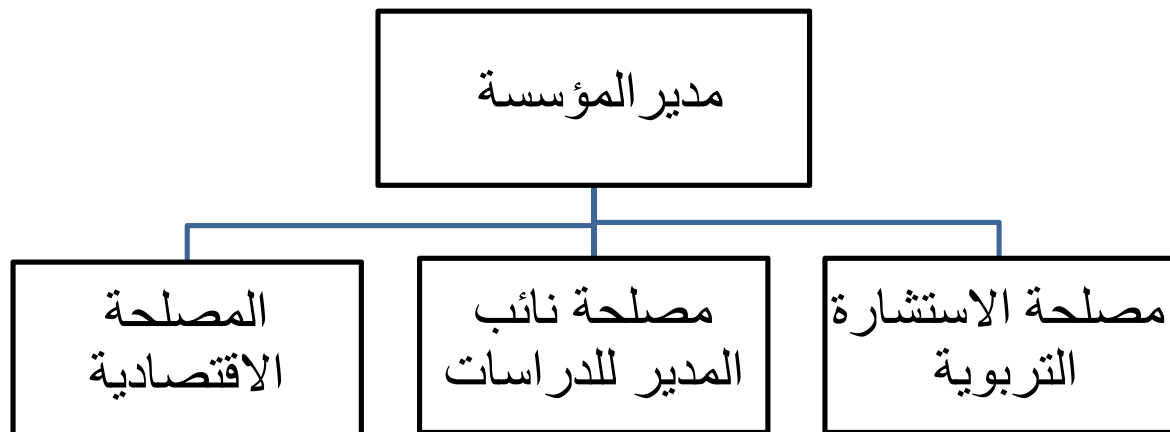 مدير المؤسسة
مصلحة الاستشارة
التربوية
مصلحة نائب
المدير للدراسات
المصلحة
الاقتصادية